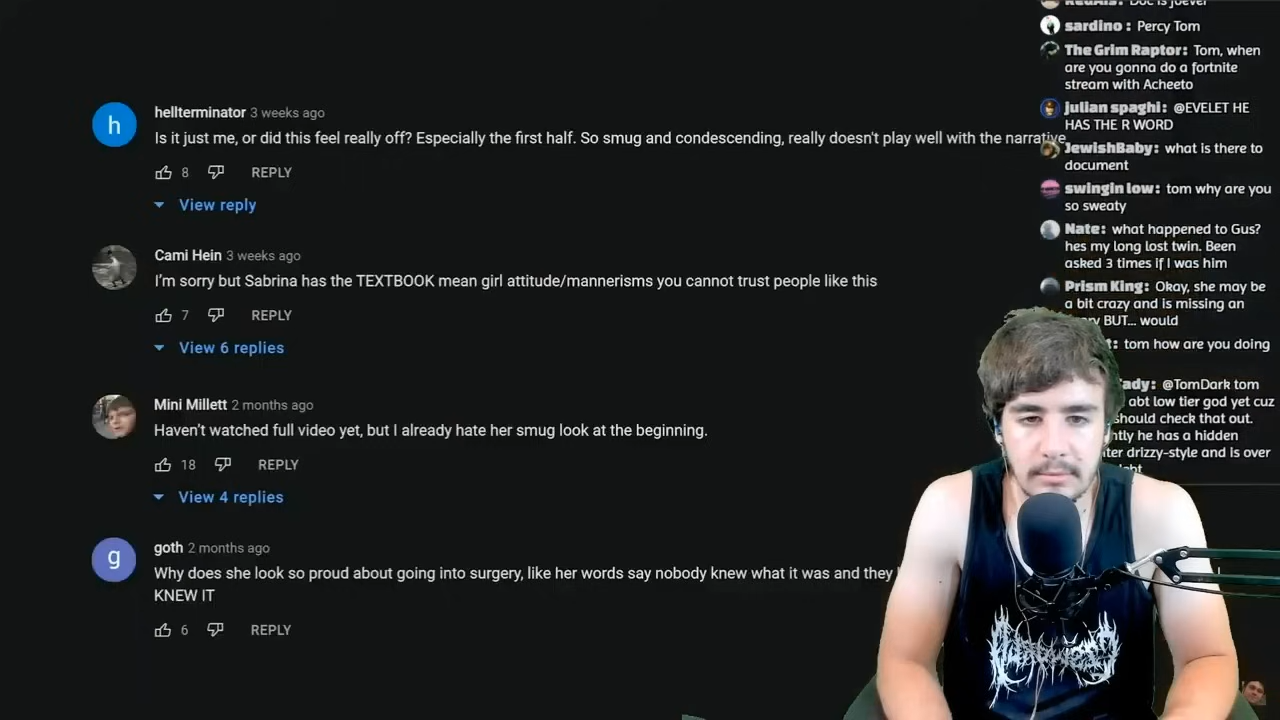 hellterminator 3 weeks ago
Is it just me, or did this feel really off? Especially the first half. So smug and condescending, really doesn't play well with the narrative
8 REPLY
View reply
Cami Hein 3 weeks ago
I'm sorry but Sabrina has the TEXTBOOK mean girl attitude/mannerisms you cannot trust people like this
7 REPLY
View 6 replies
Mini Millett 2 months ago
Haven't watched full video yet, but I already hate her smug look at the beginning.
18 REPLY
View 4 replies
g
goth 2 months ago
Why does she look so proud about going into surgery, like her words say nobody knew what it was and they
KNEW IT
6 REPLY
h
sardino : Percy Tom
The Grim Raptor: Tom, when
are you gonna do a fortnite
stream with Acheeto
julian spaghi: @EVELET HE
HAS THE R WORD
JewishBaby: what is there to
document
swingin low: tom why are you
so sweaty
Nate: what happened to Gus?
hes my long lost twin. Been
asked 3 times if I was him
Prism King: Okay, she may be
a bit crazy and is missing an
BUT... would
tom how are you doing
@TomDark tom
abt low tier god yet cuz
should check that out.
he has a hidden
drizzy-style and is over